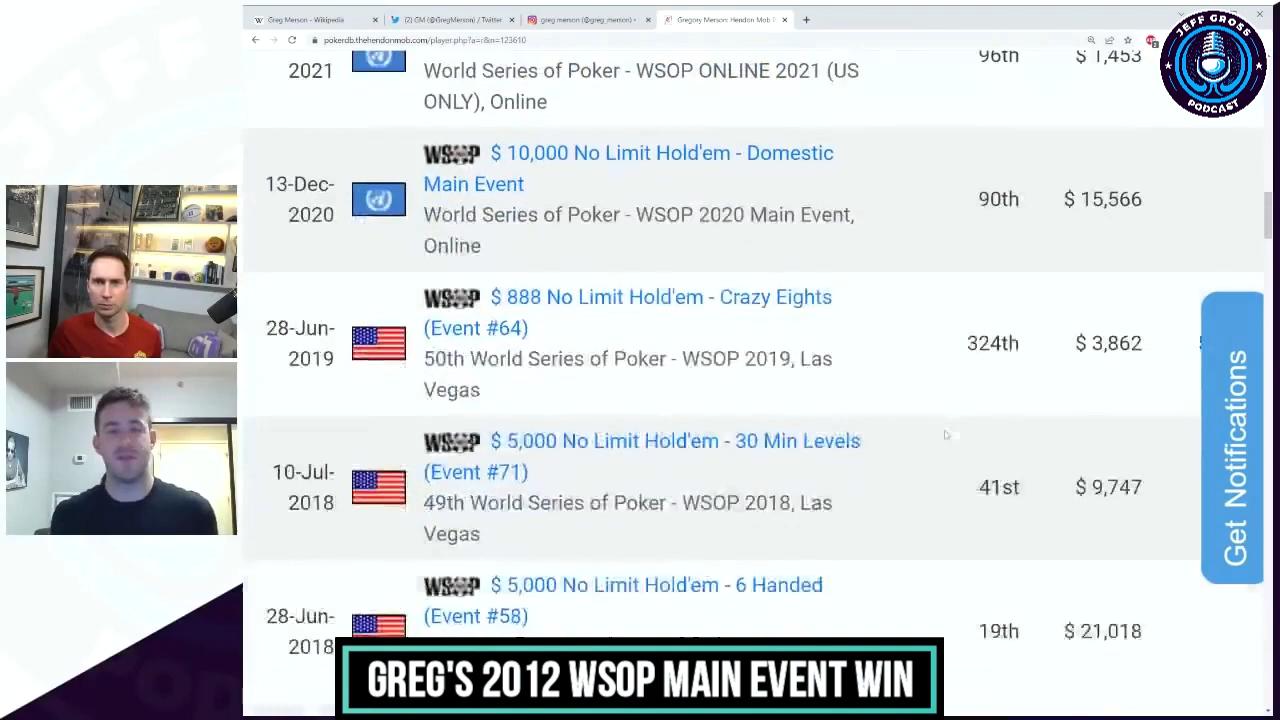 Greg Merson - Wikipedia
(2) GM (@GregMerson) / Twitter
greg merson (@greg_merson) •
Gregory Merson: Hendon Mob P
pokerdb.thehendonmob.com/player.php?a=r&n=123610
JEFF GROSS
PODCAST
2021
World Series of Poker - WSOP ONLINE 2021 (US
ONLY), Online
96th
$ 1,453
13-Dec-
2020
WSOP $ 10,000 No Limit Hold'em - Domestic
Main Event
World Series of Poker - WSOP 2020 Main Event,
Online
90th
$ 15,566
28-Jun-
2019
WSOP $ 888 No Limit Hold'em - Crazy Eights
(Event #64)
50th World Series of Poker - WSOP 2019, Las
Vegas
324th
$ 3,862
10-Jul-
2018
WSOP $ 5,000 No Limit Hold'em - 30 Min Levels
(Event #71)
49th World Series of Poker - WSOP 2018, Las
Vegas
41st
$ 9,747
28-Jun-
2018
WSOP $ 5,000 No Limit Hold'em - 6 Handed
(Event #58)
19th
$ 21,018
Get Notifications
GREG'S 2012 WSOP MAIN EVENT WIN